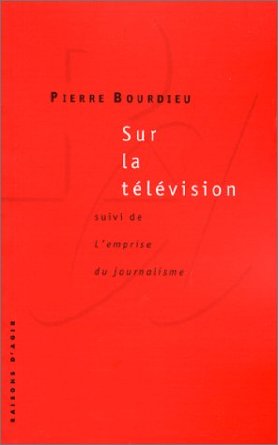 PIERRE BOURDIEU
Sur
la
télévision
suivi de
L'emprise
du journalisme
RAISONS D'AGIR